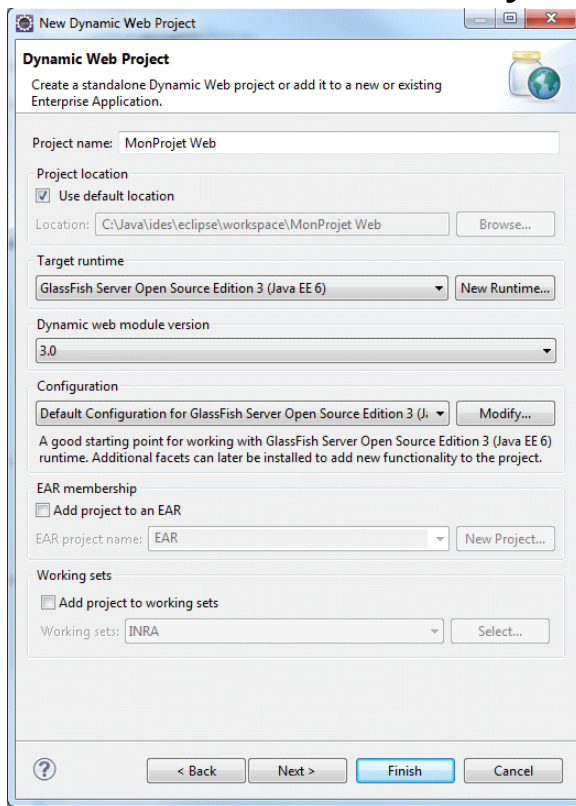 New Dynamic Web Project
Dynamic Web Project
Create a standalone Dynamic Web project or add it to a new or existing
Enterprise Application.
Project name: MonProjet Web
Project location
Use default location
Location: C:\Java\ides\eclipse\workspace\MonProjet Web Browse...
Target runtime
GlassFish Server Open Source Edition 3 (Java EE 6) New Runtime...
Dynamic web module version
3.0
Configuration
Default Configuration for GlassFish Server Open Source Edition 3 (Ja Modify...
A good starting point for working with GlassFish Server Open Source Edition 3 (Java EE 6)
runtime. Additional facets can later be installed to add new functionality to the project.
EAR membership
Add project to an EAR
EAR project name: EAR New Project...
Working sets
Add project to working sets
Working sets: INRA Select...
? < Back Next > Finish Cancel